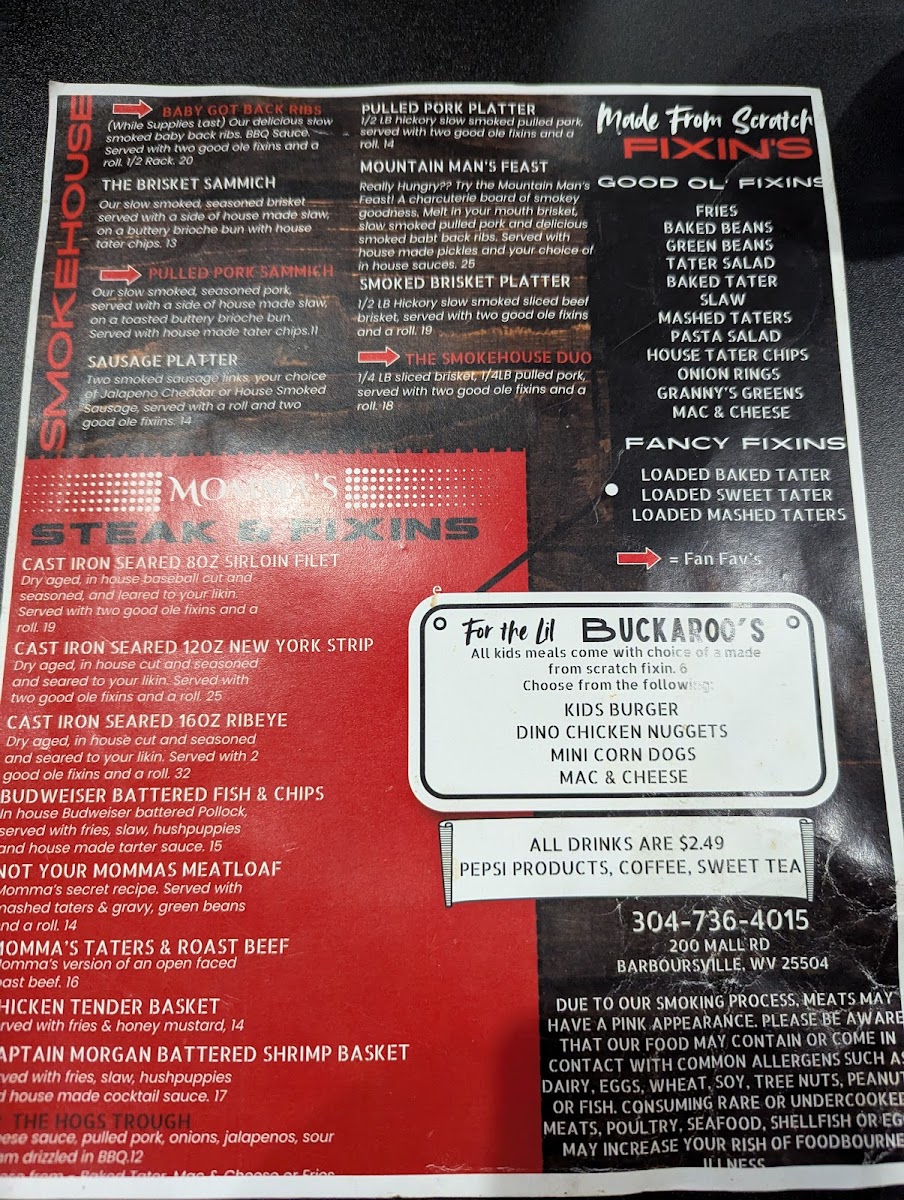 SMOKEHOUSE
BABY GOT BACK RIBS
(While Supplies Last) Our delicious slow
smoked baby back ribs. BBQ Sauce.
Served with two good ole fixins and a
roll. 1/2 Rack. 20
THE BRISKET SAMMICH
Our slow smoked, seasoned brisket
served with a side of house made slaw,
on a buttery brioche bun with house
tater chips. 13
PULLED PORK SAMMICH
Our slow smoked, seasoned pork,
served with a side of house made slaw,
on a toasted buttery brioche bun.
Served with house made tater chips.11
SAUSAGE PLATTER
Two smoked sausage links, your choice
of Jalapeno Cheddar or House Smoked
Sausage, served with a roll and two
good ole fixiins. 14
PULLED PORK PLATTER
1/2 LB hickory slow smoked pulled pork,
served with two good ole fixins and a
roll. 14
MOUNTAIN MAN'S FEAST
Really Hungry?? Try the Mountain Man's
Feast! A charcuterie board of smokey
goodness. Melt in your mouth brisket,
slow smoked pulled pork and delicious
smoked babt back ribs. Served with
house made pickles and your choice of
in house sauces. 25
SMOKED BRISKET PLATTER
1/2 LB Hickory slow smoked sliced beef
brisket, served with two good ole fixins
and a roll. 19
THE SMOKEHOUSE DUO
1/4 LB sliced brisket, 1/4LB pulled pork,
served with two good ole fixins and a
roll. 18
Made From Scratch
FIXIN'S
GOOD OL' FIXINS
FRIES
BAKED BEANS
GREEN BEANS
TATER SALAD
BAKED TATER
SLAW
MASHED TATERS
PASTA SALAD
HOUSE TATER CHIPS
ONION RINGS
GRANNY'S GREENS
MAC & CHEESE
FANCY FIXINS
LOADED BAKED TATER
LOADED SWEET TATER
LOADED MASHED TATERS
= Fan Fav's
MOMMA'S
STEAK & FIXINS
CAST IRON SEARED 8OZ SIRLOIN FILET
Dry aged, in house baseball cut and
seasoned, and leared to your likin.
Served with two good ole fixins and a
roll. 19
CAST IRON SEARED 12OZ NEW YORK STRIP
Dry aged, in house cut and seasoned
and seared to your likin. Served with
two good ole fixins and a roll. 25
CAST IRON SEARED 16OZ RIBEYE
Dry aged, in house cut and seasoned
and seared to your likin. Served with 2
good ole fixins and a roll. 32
BUDWEISER BATTERED FISH & CHIPS
In house Budweiser battered Pollock,
served with fries, slaw, hushpuppies
and house made tarter sauce. 15
NOT YOUR MOMMAS MEATLOAF
Momma's secret recipe. Served with
mashed taters & gravy, green beans
and a roll. 14
MOMMA'S TATERS & ROAST BEEF
Momma's version of an open faced
oast beef. 16
HICKEN TENDER BASKET
rved with fries & honey mustard, 14
APTAIN MORGAN BATTERED SHRIMP BASKET
ved with fries, slaw, hushpuppies
d house made cocktail sauce. 17
THE HOGS TROUGH
ese sauce, pulled pork, onions, jalapenos, sour
am drizzled in BBQ.12
ose from - Baked Tater, Mac & Cheese or Fries
For the Lil BUCKAROO'S
All kids meals come with choice of a made
from scratch fixin. 6
Choose from the following:
KIDS BURGER
DINO CHICKEN NUGGETS
MINI CORN DOGS
MAC & CHEESE
ALL DRINKS ARE $2.49
PEPSI PRODUCTS, COFFEE, SWEET TEA
304-736-4015
200 MALL RD
BARBOURSVILLE, WV 25504
DUE TO OUR SMOKING PROCESS, MEATS MAY
HAVE A PINK APPEARANCE. PLEASE BE AWARE
THAT OUR FOOD MAY CONTAIN OR COME IN
CONTACT WITH COMMON ALLERGENS SUCH AS
DAIRY, EGGS, WHEAT, SOY, TREE NUTS, PEANUT
OR FISH. CONSUMING RARE OR UNDERCOOKED
MEATS, POULTRY, SEAFOOD, SHELLFISH OR EG
MAY INCREASE YOUR RISH OF FOODBOURNE
ILLNESS